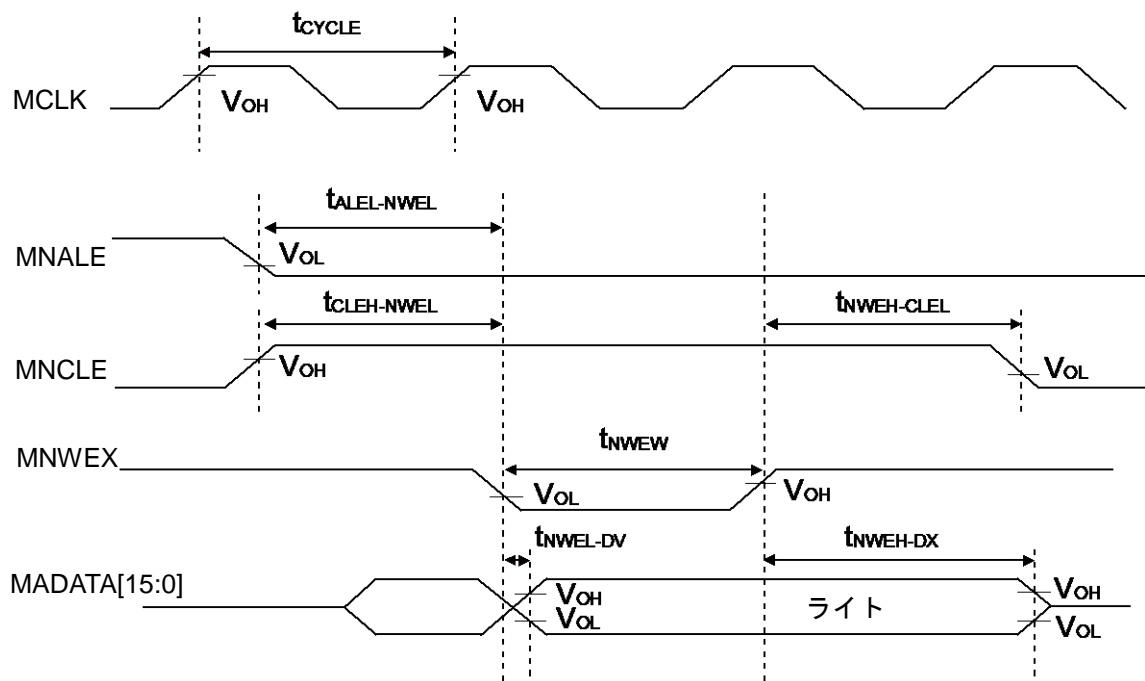 tCYCLE
MCLK
VOH VOH
tALEL-NWEL
MNALE
VOL
tCLEH-NWEL tNWEH-CLEL
MNCLE
VOH VOL
MNWEX
tNWEW
VOL VOH
tNWEL-DV tNWEH-DX
MADATA[15:0]
VOH ライト VOH
VOL VOL